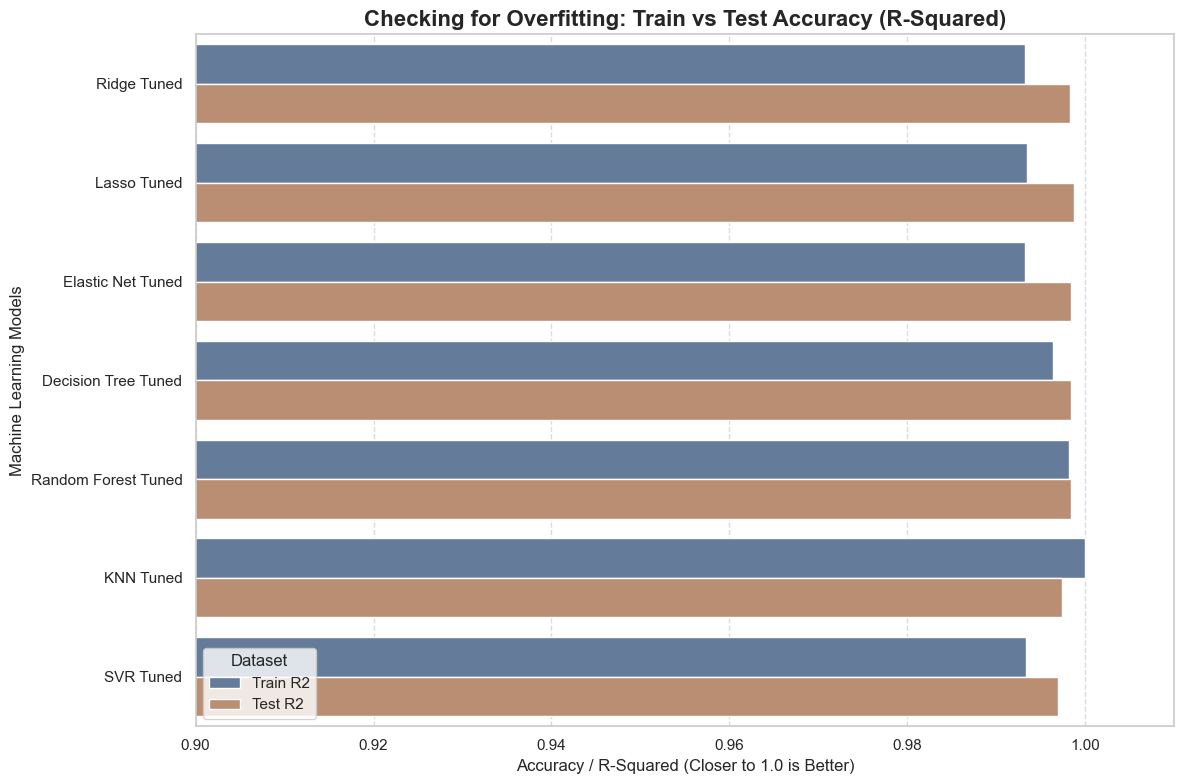 Checking for Overfitting: Train vs Test Accuracy (R-Squared)
Machine Learning Models
Ridge Tuned
Lasso Tuned
Elastic Net Tuned
Decision Tree Tuned
Random Forest Tuned
KNN Tuned
SVR Tuned
Dataset
Train R2
Test R2
0.90 0.92 0.94 0.96 0.98 1.00
Accuracy / R-Squared (Closer to 1.0 is Better)